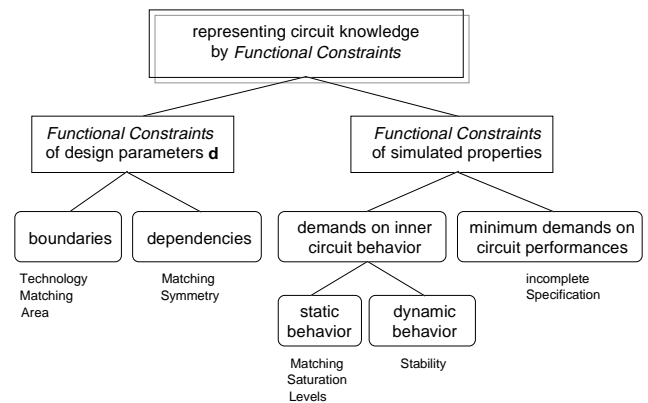 representing circuit knowledge
by Functional Constraints
Functional Constraints
of design parameters d
Functional Constraints
of simulated properties
boundaries
dependencies
demands on inner
circuit behavior
minimum demands on
circuit performances
Technology
Matching
Area
Matching
Symmetry
incomplete
Specification
static
behavior
dynamic
behavior
Matching
Saturation
Levels
Stability